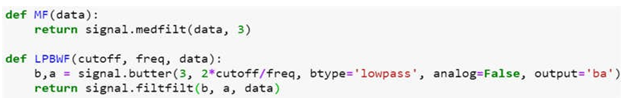 def MF(data):
    return signal.medfilt(data, 3)
def LPBWF(cutoff, freq, data):
    b,a = signal.butter(3, 2*cutoff/freq, btype='lowpass', analog=False, output='ba')
    return signal.filtfilt(b, a, data)